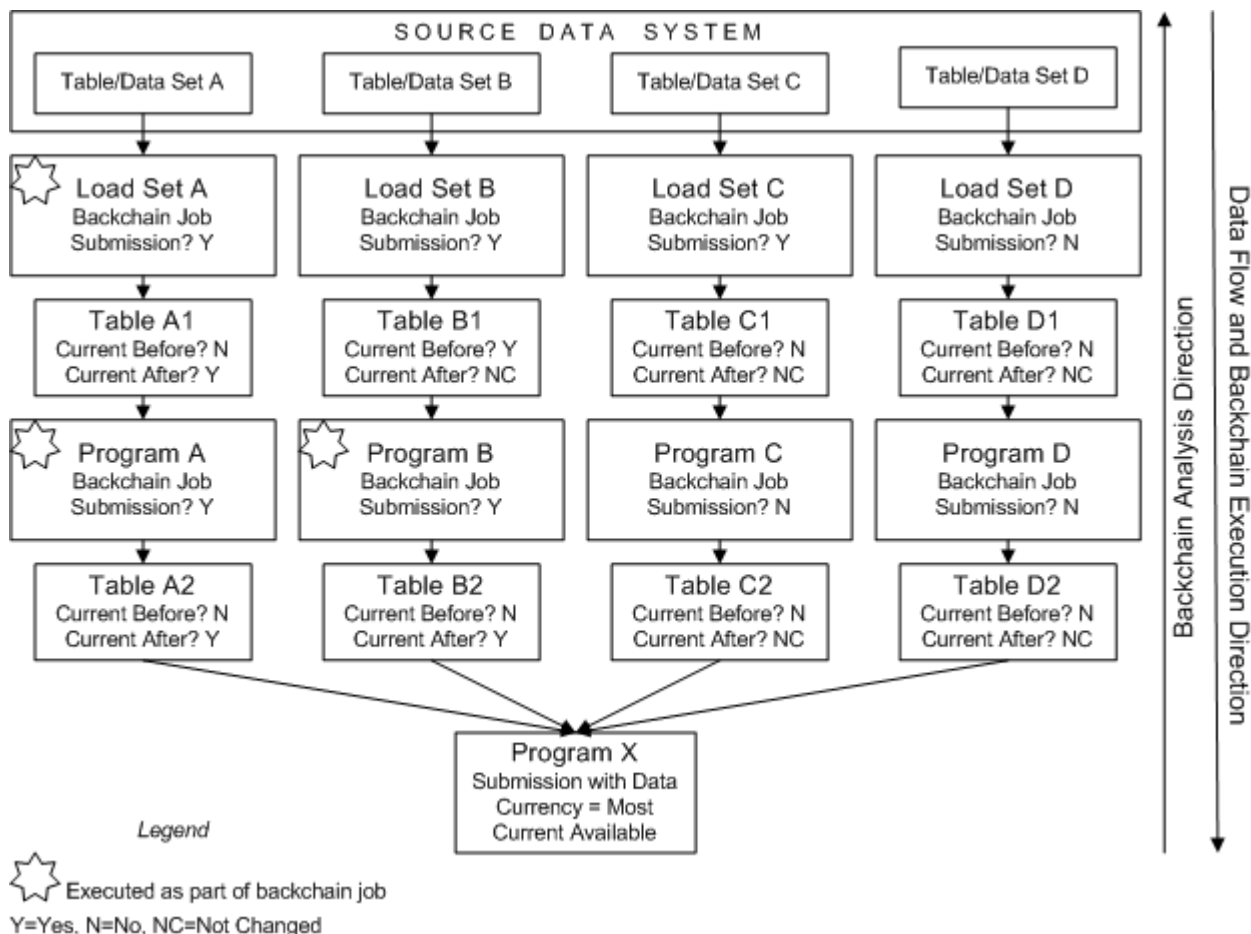 SOURCE DATA SYSTEM
Table/Data Set A
Table/Data Set B
Table/Data Set C
Table/Data Set D
Load Set A
Backchain Job
Submission? Y
Load Set B
Backchain Job
Submission? Y
Load Set C
Backchain Job
Submission? Y
Load Set D
Backchain Job
Submission? N
Table A1
Current Before? N
Current After? Y
Table B1
Current Before? Y
Current After? NC
Table C1
Current Before? N
Current After? NC
Table D1
Current Before? N
Current After? NC
Program A
Backchain Job
Submission? Y
Program B
Backchain Job
Submission? Y
Program C
Backchain Job
Submission? N
Program D
Backchain Job
Submission? N
Table A2
Current Before? N
Current After? Y
Table B2
Current Before? N
Current After? Y
Table C2
Current Before? N
Current After? NC
Table D2
Current Before? N
Current After? NC
Program X
Submission with Data
Currency = Most
Current Available
Backchain Analysis Direction
Data Flow and Backchain Execution Direction
Legend
Executed as part of backchain job
Y=Yes, N=No, NC=Not Changed